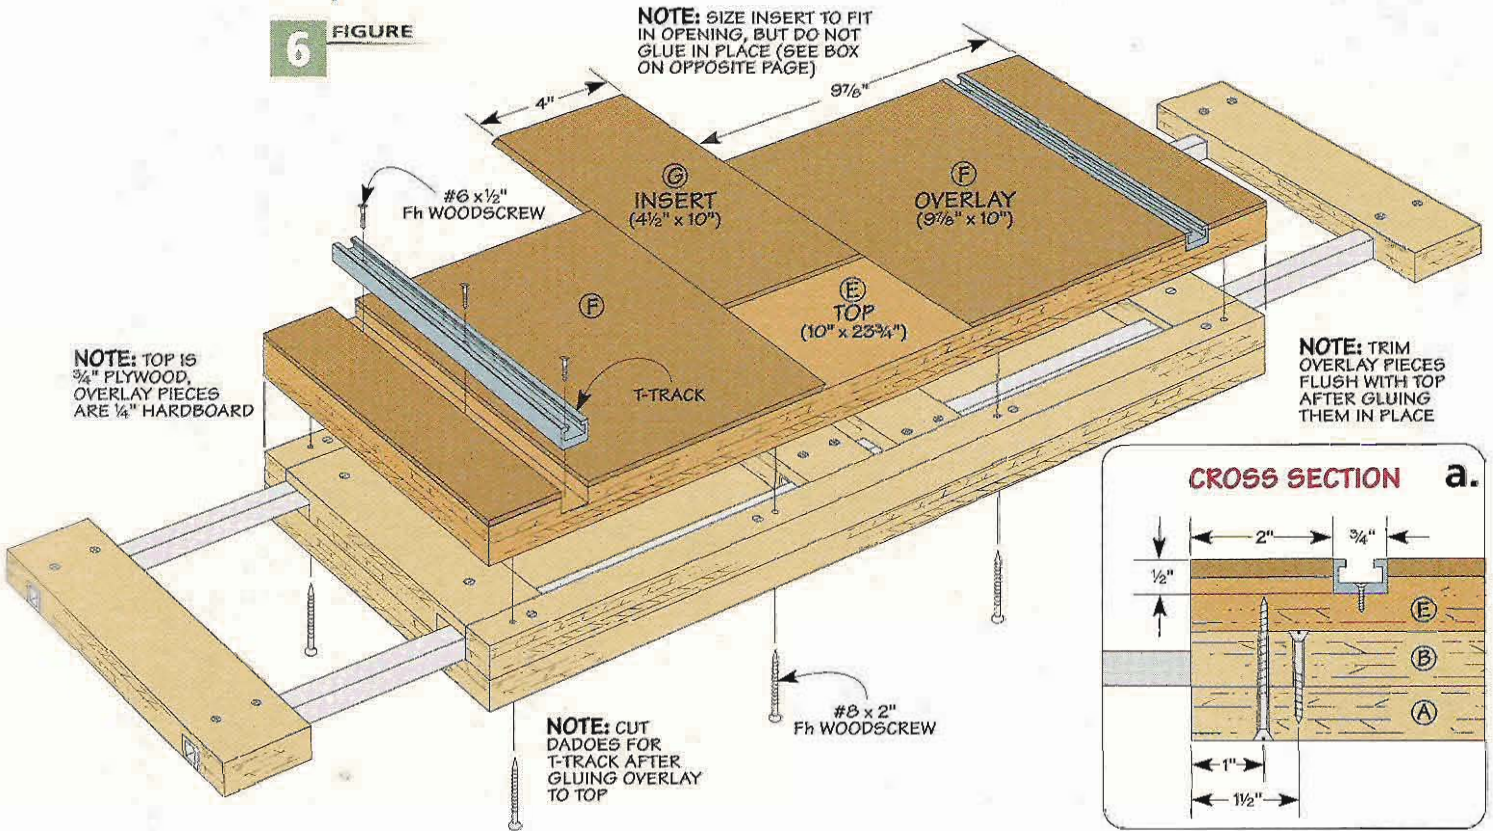 6 FIGURE
NOTE: SIZE INSERT TO FIT
IN OPENING, BUT DO NOT
GLUE IN PLACE (SEE BOX
ON OPPOSITE PAGE)
4"
9⅞"
#6 x ½"
Fh WOODSCREW
G
INSERT
(4½" x 10")
F
OVERLAY
(9⅞" x 10")
F
E
TOP
(10" x 23¾")
NOTE: TOP IS
¾" PLYWOOD,
OVERLAY PIECES
ARE ¼" HARDBOARD
T-TRACK
NOTE: TRIM
OVERLAY PIECES
FLUSH WITH TOP
AFTER GLUING
THEM IN PLACE
NOTE: CUT
DADOES FOR
T-TRACK AFTER
GLUING OVERLAY
TO TOP
#8 x 2"
Fh WOODSCREW
CROSS SECTION a.
2"
¾"
½"
E
B
A
1"
1½"